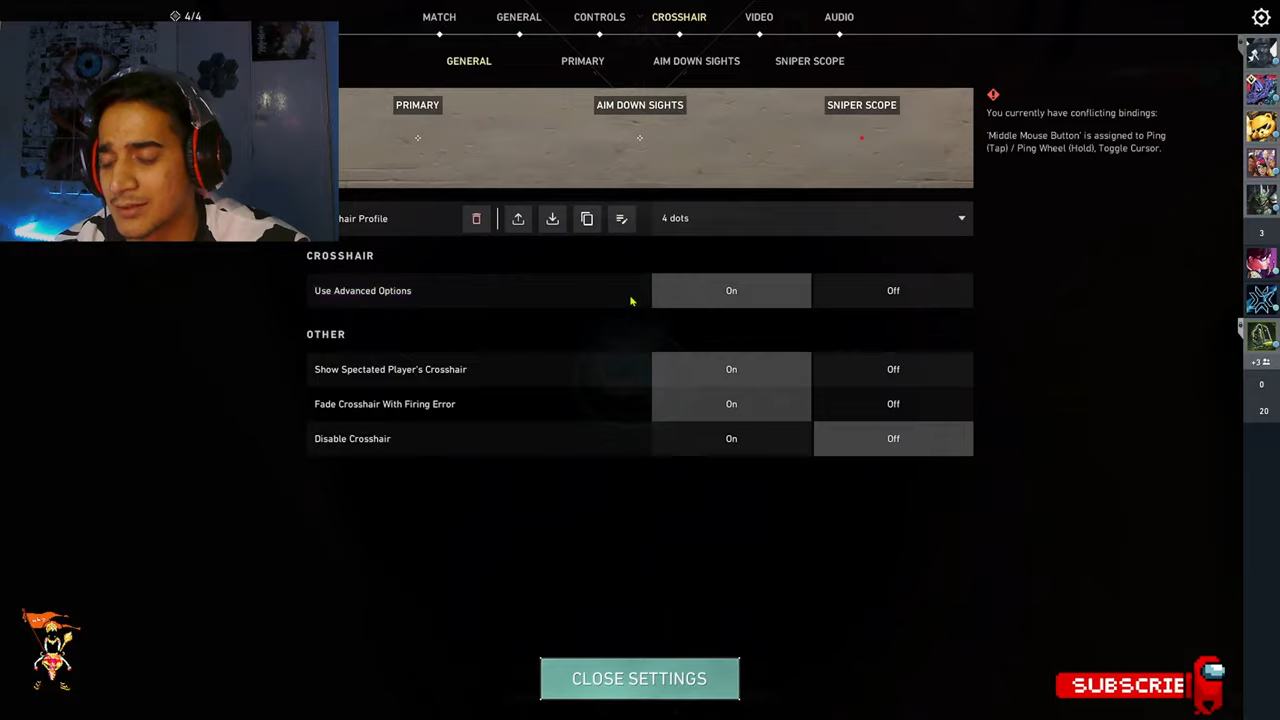 4/4
MATCH GENERAL CONTROLS CROSSHAIR VIDEO AUDIO
GENERAL PRIMARY AIM DOWN SIGHTS SNIPER SCOPE
PRIMARY AIM DOWN SIGHTS SNIPER SCOPE
You currently have conflicting bindings:
'Middle Mouse Button' is assigned to Ping
(Tap) / Ping Wheel (Hold), Toggle Cursor.
hair Profile 4 dots
CROSSHAIR
Use Advanced Options On Off
OTHER
Show Spectated Player's Crosshair On Off
Fade Crosshair With Firing Error On Off
Disable Crosshair On Off
3
+3
0
20
CLOSE SETTINGS
SUBSCRIE